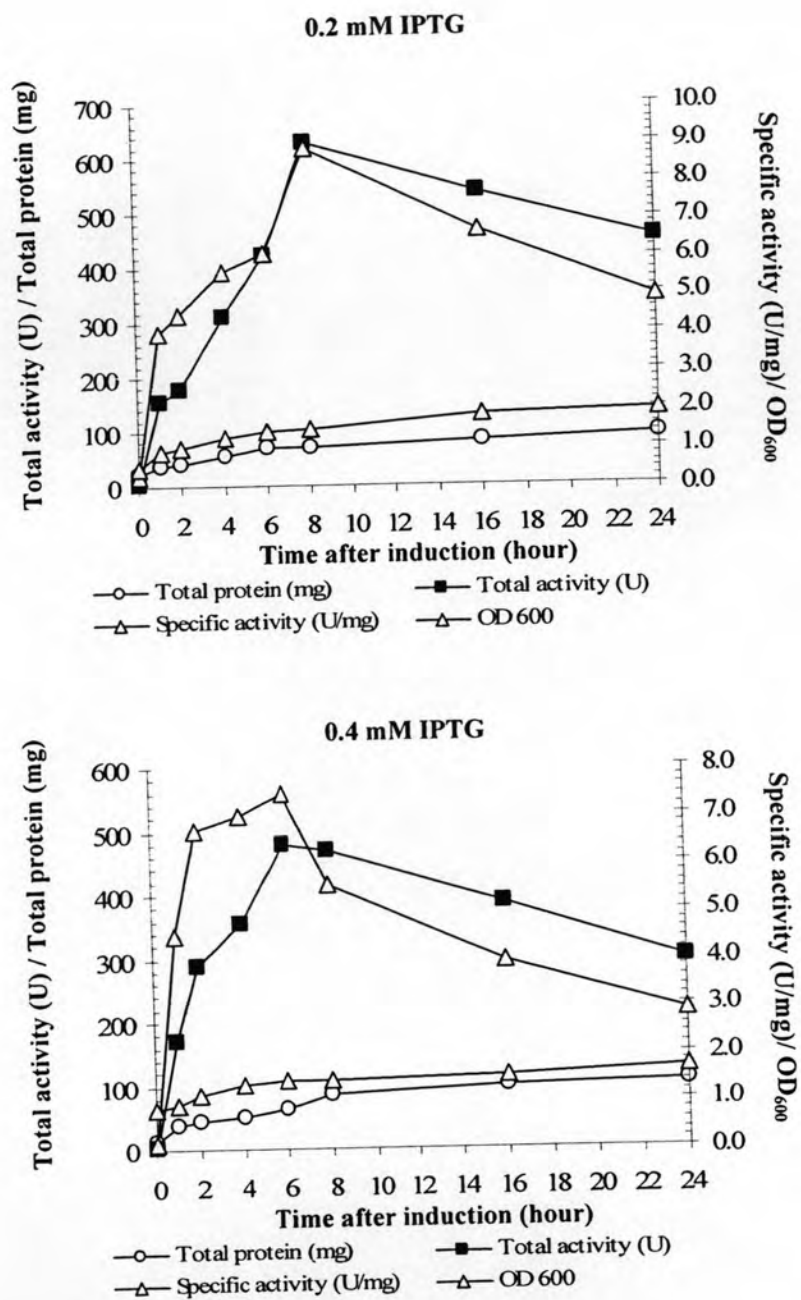 0.2 mM IPTG
Total activity (U) / Total protein (mg)
700
600
500
400
300
200
100
0
10.0
9.0
8.0
7.0
6.0
5.0
4.0
3.0
2.0
1.0
0.0
Specific activity (U/mg)/ OD600
0 2 4 6 8 10 12 14 16 18 20 22 24
Time after induction (hour)
Total protein (mg) Total activity (U)
Specific activity (U/mg) OD 600
0.4 mM IPTG
Total activity (U) / Total protein (mg)
600
500
400
300
200
100
0
8.0
7.0
6.0
5.0
4.0
3.0
2.0
1.0
0.0
Specific activity (U/mg)/ OD600
0 2 4 6 8 10 12 14 16 18 20 22 24
Time after induction (hour)
Total protein (mg) Total activity (U)
Specific activity (U/mg) OD 600